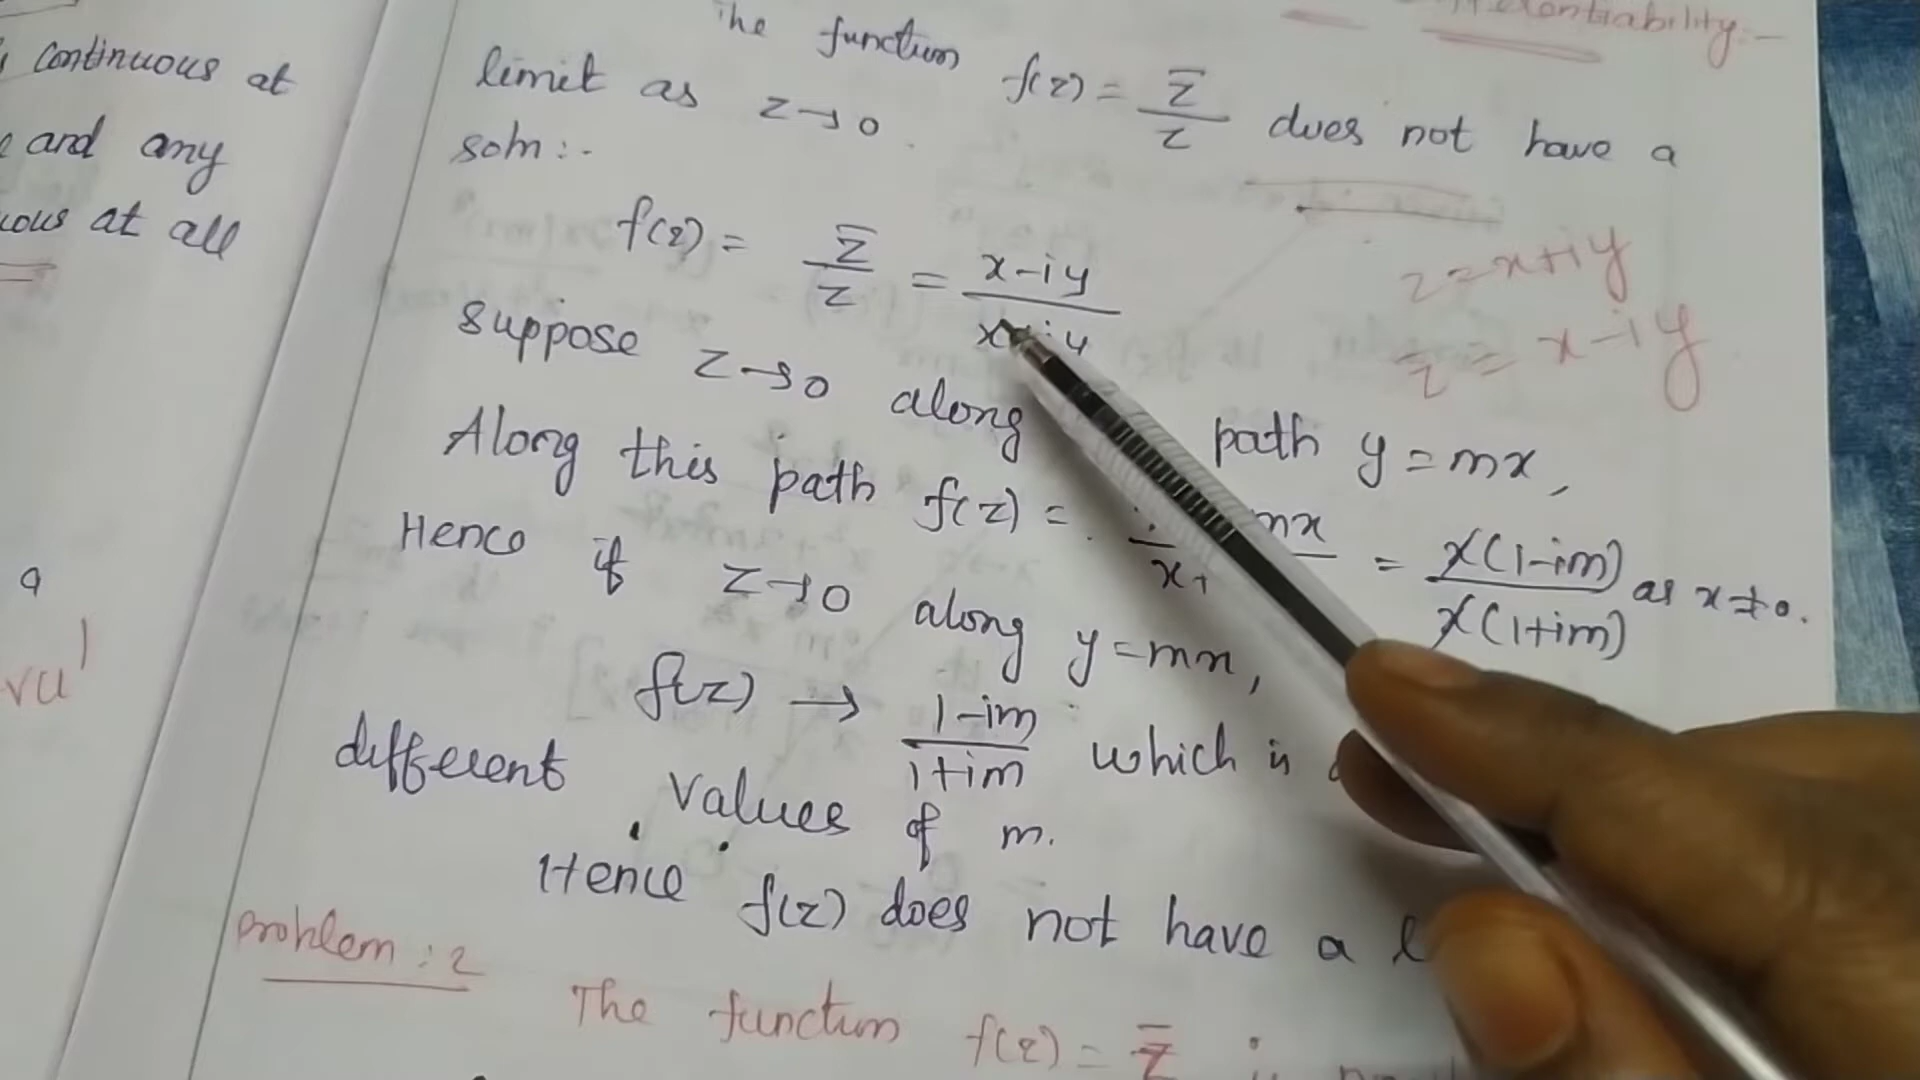 continuous at
and any
at all
Differentiability:-
The function f(z) = z̅/z does not have a
limit as z→0.
soln:-
f(z) = z̅/z = x-iy/x+iy
z=x+iy
z̅ = x-iy
suppose z→0 along path y=mx,
Along this path f(z) = mx = x(1-im)/x(1+im) as x≠0.
Hence if z→0 along y=mx,
f(z) → 1-im/1+im which is
different values of m.
Hence f(z) does not have a
problem:2
The function f(z) = z̅